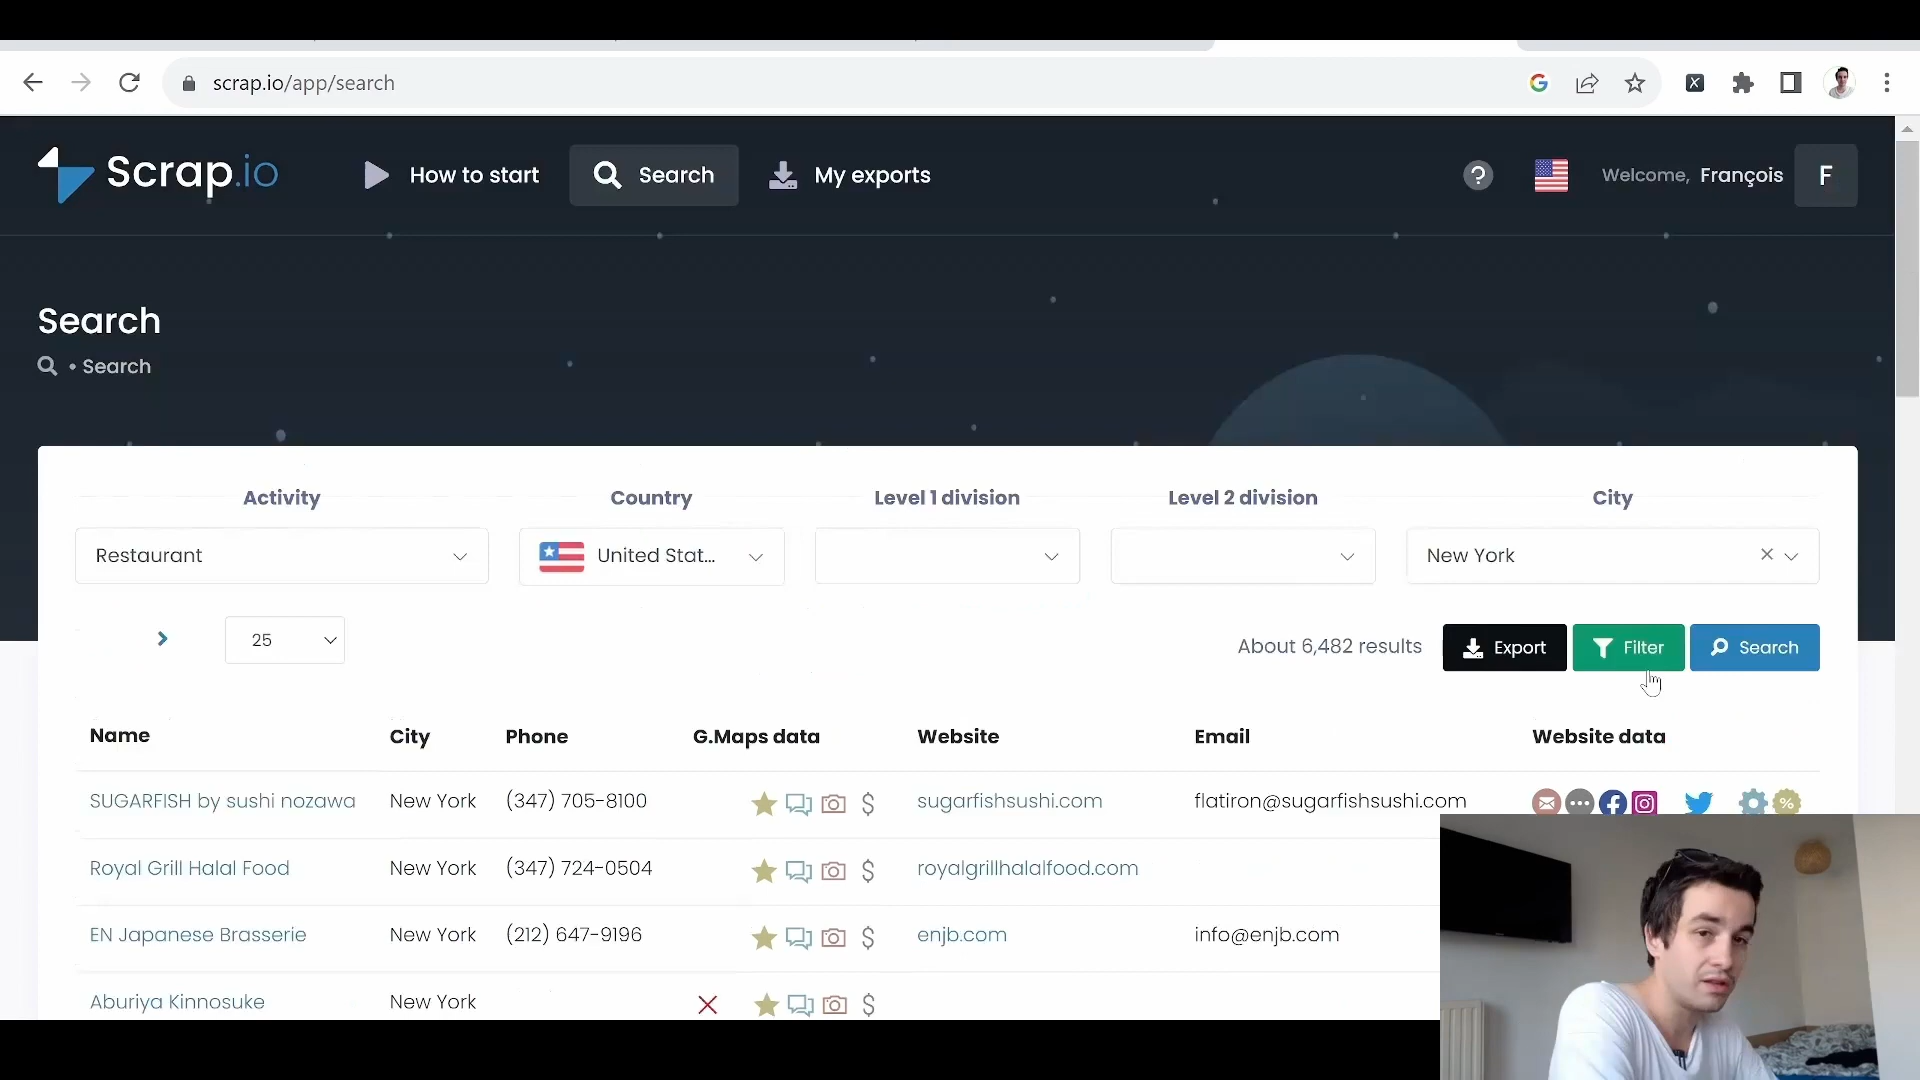 scrap.io/app/search
Scrap.io
How to start
Search
My exports
?
Welcome, François
F
Search
• Search
Activity
Country
Level 1 division
Level 2 division
City
Restaurant
United Stat...
New York
25
About 6,482 results
Export
Filter
Search
Name
City
Phone
G.Maps data
Website
Email
Website data
SUGARFISH by sushi nozawa
New York
(347) 705-8100
$
sugarfishsushi.com
flatiron@sugarfishsushi.com
%
Royal Grill Halal Food
New York
(347) 724-0504
$
royalgrillhalalfood.com
EN Japanese Brasserie
New York
(212) 647-9196
$
enjb.com
info@enjb.com
Aburiya Kinnosuke
New York
$